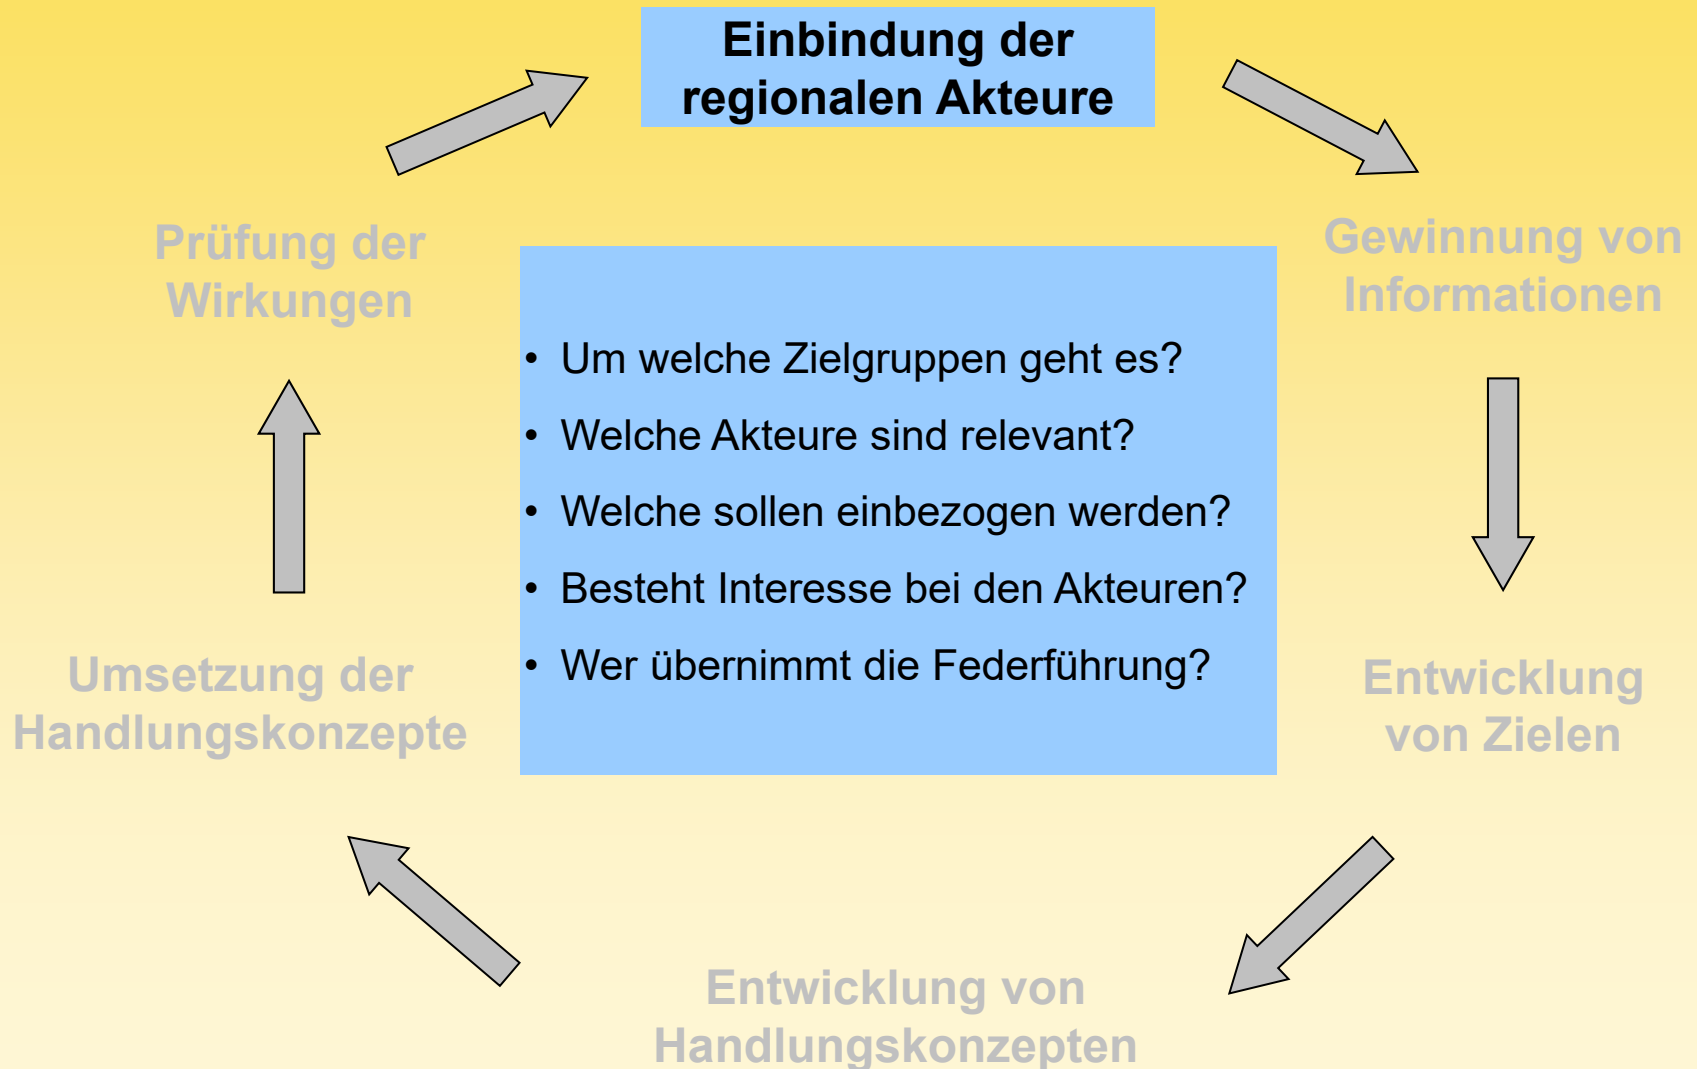 Einbindung der
regionalen Akteure
Prüfung der
Wirkungen
Gewinnung von
Informationen
• Um welche Zielgruppen geht es?
• Welche Akteure sind relevant?
• Welche sollen einbezogen werden?
• Besteht Interesse bei den Akteuren?
• Wer übernimmt die Federführung?
Umsetzung der
Handlungskonzepte
Entwicklung
von Zielen
Entwicklung von
Handlungskonzepten